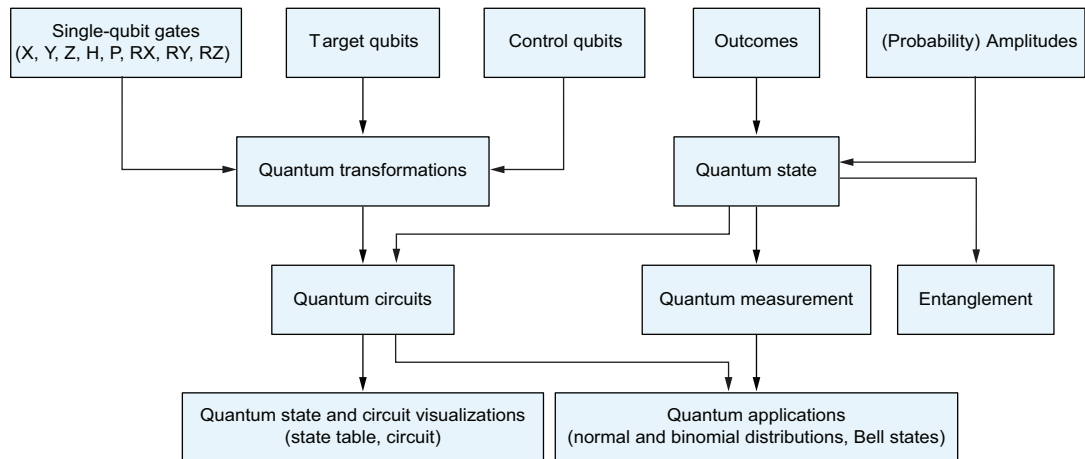 Single-qubit gates
(X, Y, Z, H, P, RX, RY, RZ)
Target qubits
Control qubits
Outcomes
(Probability) Amplitudes
Quantum transformations
Quantum state
Quantum circuits
Quantum measurement
Entanglement
Quantum state and circuit visualizations
(state table, circuit)
Quantum applications
(normal and binomial distributions, Bell states)